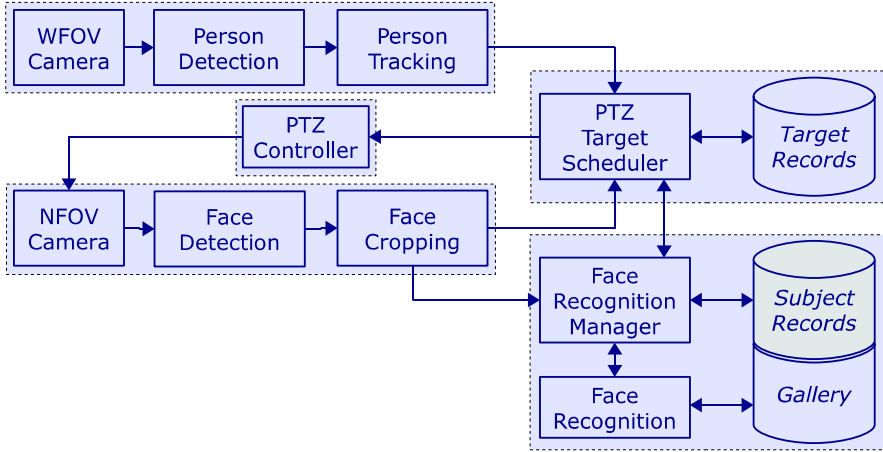 WFOV
Camera
Person
Detection
Person
Tracking
PTZ
Target
Scheduler
Target
Records
PTZ
Controller
NFOV
Camera
Face
Detection
Face
Cropping
Face
Recognition
Manager
Subject
Records
Face
Recognition
Gallery